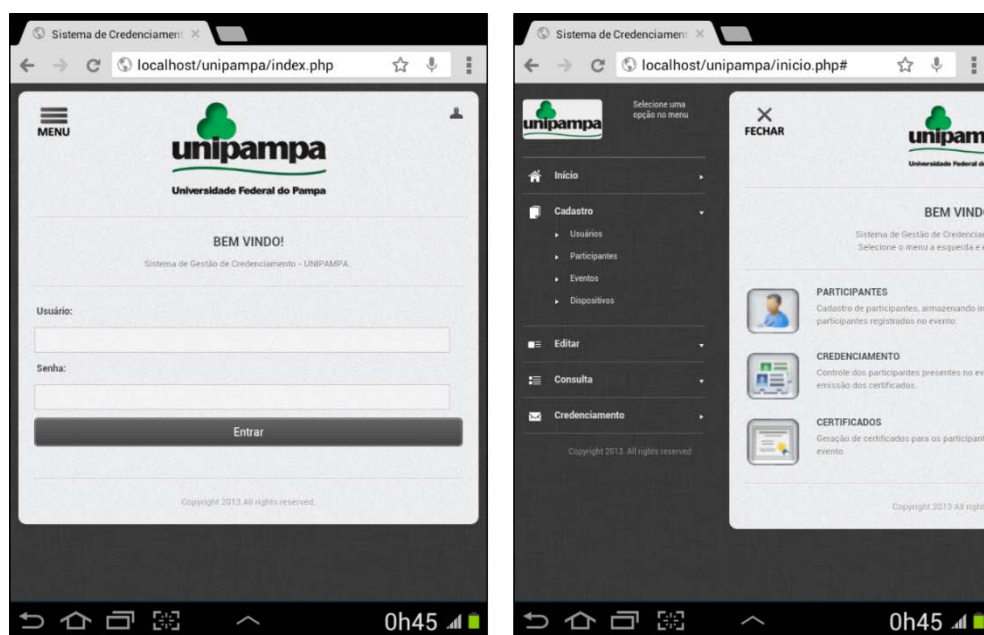 Sistema de Credenciament
localhost/unipampa/index.php
MENU
unipampa
Universidade Federal do Pampa
BEM VINDO!
Sistema de Gestão de Credenciamento - UNIPAMPA.
Usuário:
Senha:
Entrar
Copyright 2013 All rights reserved.
0h45
Sistema de Credenciament
localhost/unipampa/inicio.php#
unipampa
Selecione uma
opção no menu
Início
Cadastro
Usuários
Participantes
Eventos
Dispositivos
Editar
Consulta
Credenciamento
Copyright 2013. All rights reserved
FECHAR
unipam
Universidade Federal d
BEM VIND
Sistema de Gestão de Credencia
Selecione o menu a esquerda e
PARTICIPANTES
Cadastro de participantes, armazenando in
participantes registrados no evento.
CREDENCIAMENTO
Controle dos participantes presentes no ev
emissão dos certificados.
CERTIFICADOS
Geração de certificados para os participan
evento.
Copyright 2013 All right
0h45